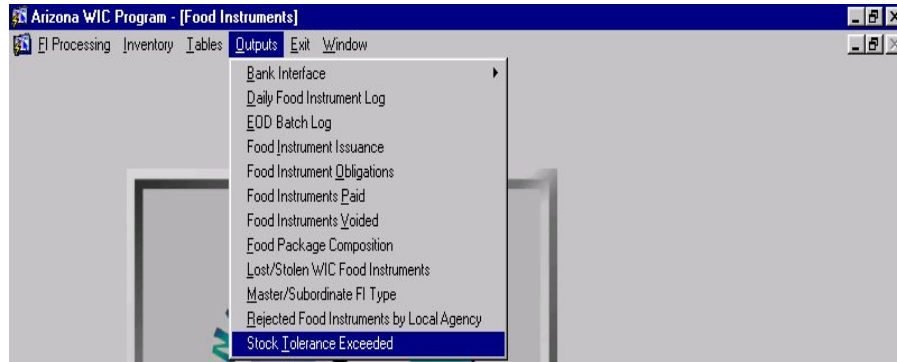 Arizona WIC Program - [Food Instruments]
FI Processing Inventory Tables Outputs Exit Window
Bank Interface
Daily Food Instrument Log
EOD Batch Log
Food Instrument Issuance
Food Instrument Obligations
Food Instruments Paid
Food Instruments Voided
Food Package Composition
Lost/Stolen WIC Food Instruments
Master/Subordinate FI Type
Rejected Food Instruments by Local Agency
Stock Tolerance Exceeded